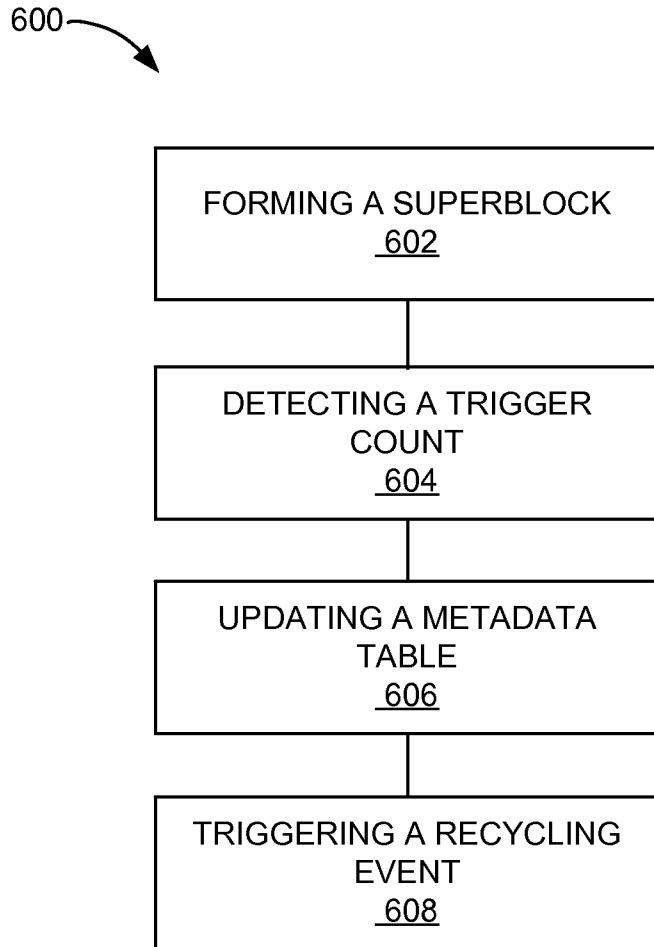 600
FORMING A SUPERBLOCK
602
DETECTING A TRIGGER
COUNT
604
UPDATING A METADATA
TABLE
606
TRIGGERING A RECYCLING
EVENT
608